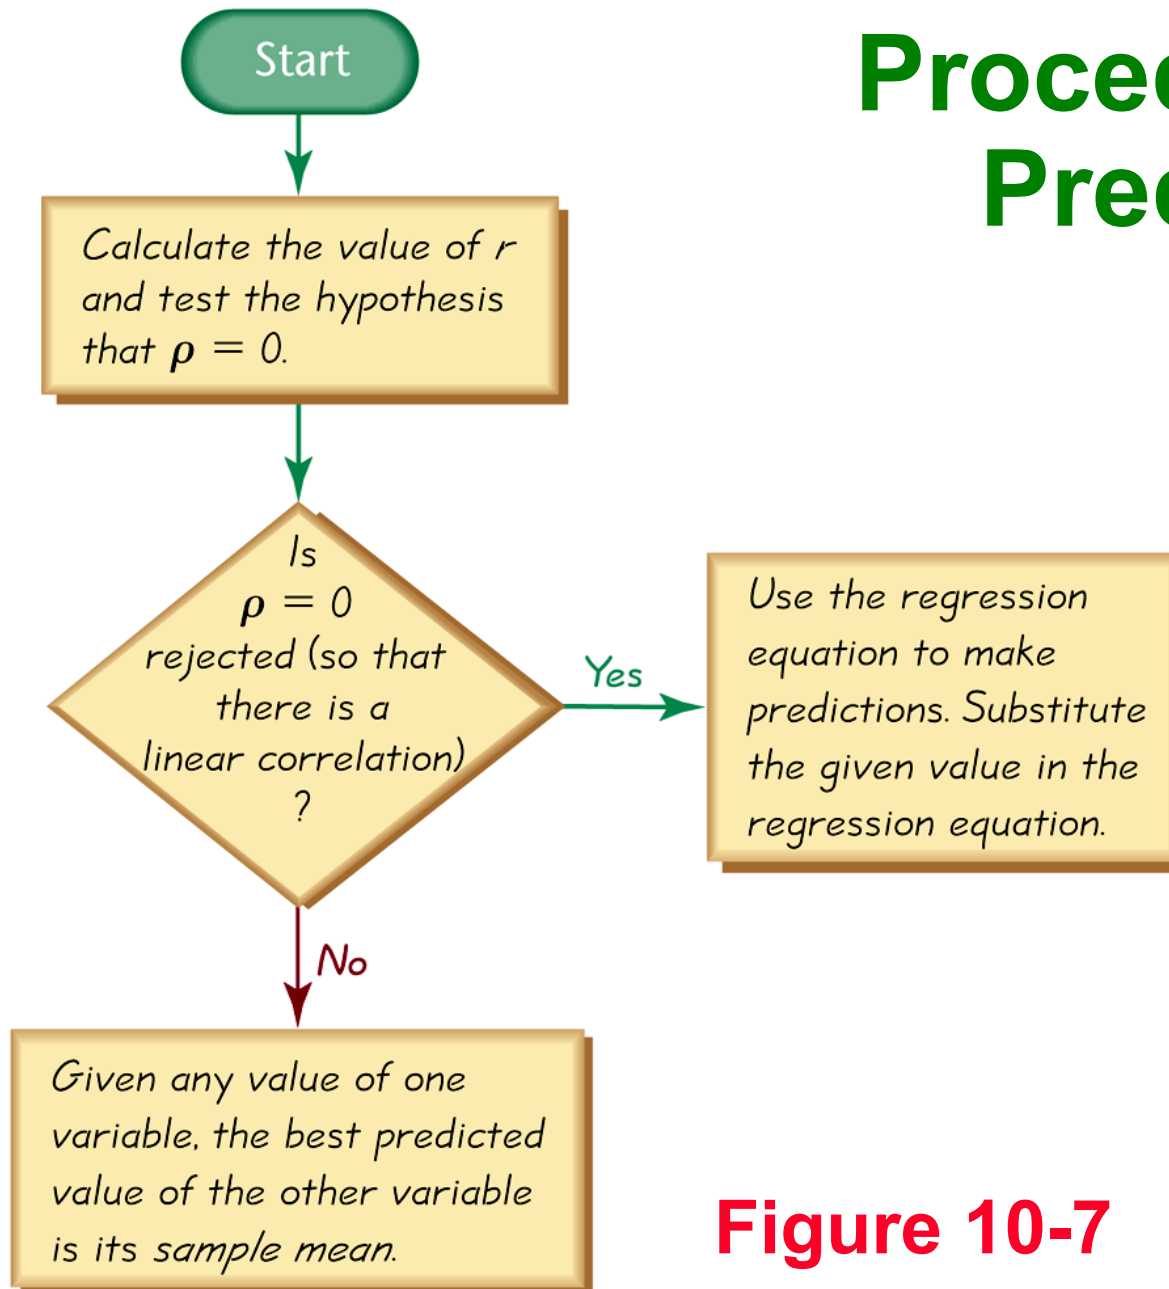 Start
Calculate the value of r
and test the hypothesis
that ρ = 0.
Is
ρ = 0
rejected (so that
there is a
linear correlation)
?
Yes
Use the regression
equation to make
predictions. Substitute
the given value in the
regression equation.
No
Given any value of one
variable, the best predicted
value of the other variable
is its sample mean.
Figure 10-7